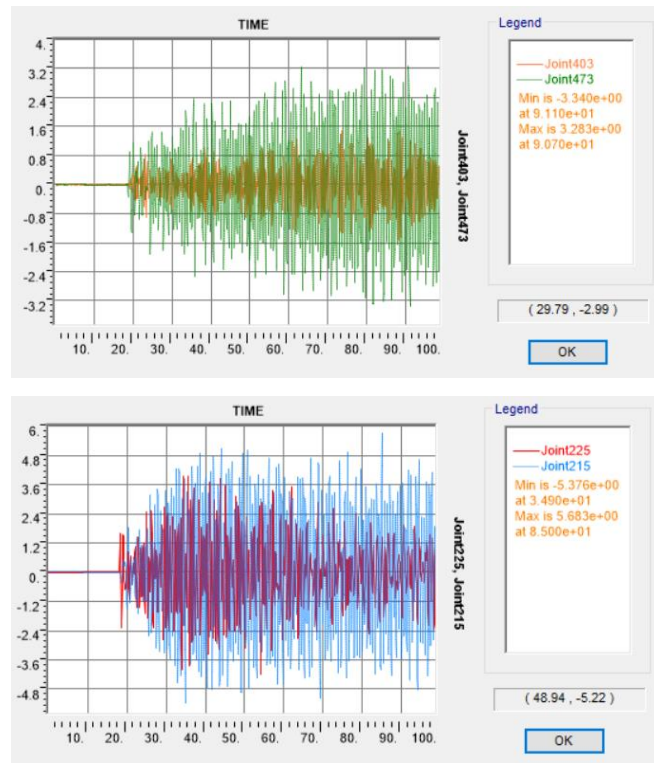 TIME
Legend
4.
3.2
2.4
1.6
0.8
0.
-0.8
-1.6
-2.4
-3.2
Joint403
Joint473
Min is -3.340e+00
at 9.110e+01
Max is 3.283e+00
at 9.070e+01
Joint403, Joint473
10. 20. 30. 40. 50. 60. 70. 80. 90. 100.
( 29.79 , -2.99 )
OK
TIME
Legend
6.
4.8
3.6
2.4
1.2
0.
-1.2
-2.4
-3.6
-4.8
Joint225
Joint215
Min is -5.376e+00
at 3.490e+01
Max is 5.683e+00
at 8.500e+01
Joint225, Joint215
10. 20. 30. 40. 50. 60. 70. 80. 90. 100.
( 48.94 , -5.22 )
OK